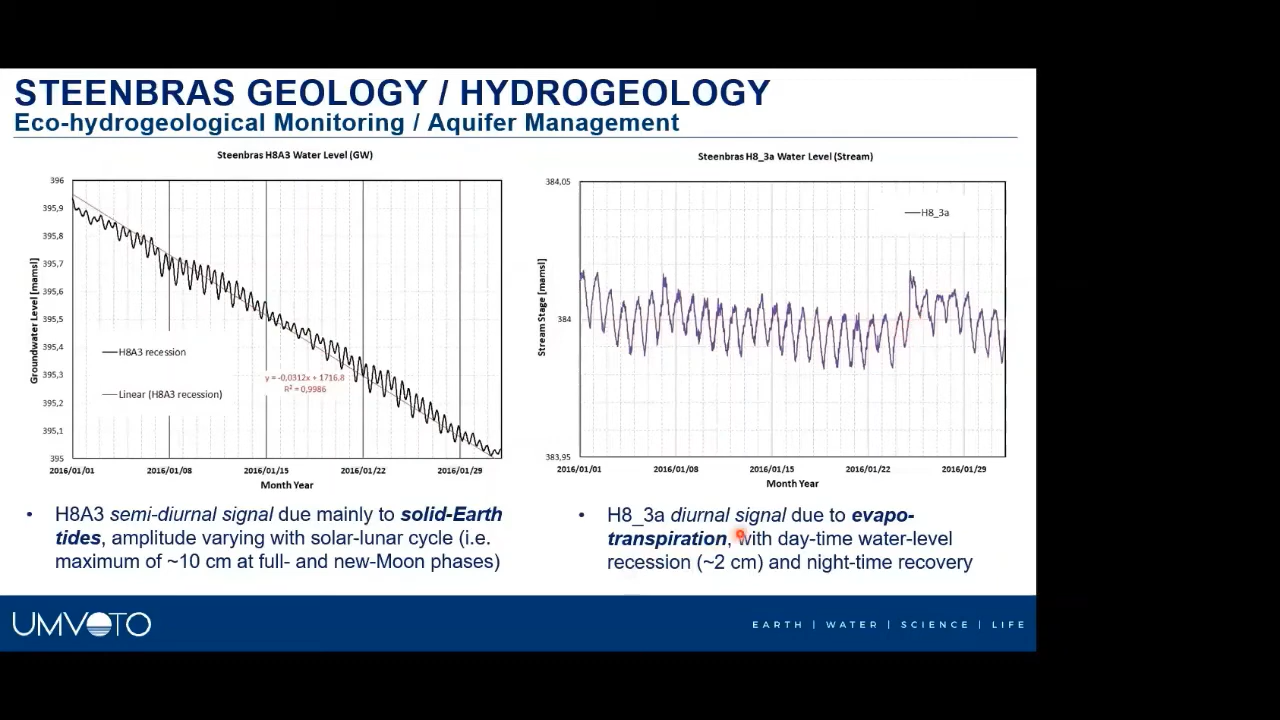 STEENBRAS GEOLOGY / HYDROGEOLOGY
Eco-hydrogeological Monitoring / Aquifer Management
Steenbras H8A3 Water Level (GW)
396
395,9
395,8
395,7
395,6
395,5
395,4
395,3
395,2
395,1
395
Groundwater Level [mamsl]
H8A3 recession
Linear (H8A3 recession)
y = -0,0312x + 1716,8
R² = 0,9986
2016/01/01 2016/01/08 2016/01/15 2016/01/22 2016/01/29
Month Year
Steenbras H8_3a Water Level (Stream)
384,05
384
383,95
Stream Stage [mamsl]
H8_3a
2016/01/01 2016/01/08 2016/01/15 2016/01/22 2016/01/29
Month Year
• H8A3 semi-diurnal signal due mainly to solid-Earth
tides, amplitude varying with solar-lunar cycle (i.e.
maximum of ~10 cm at full- and new-Moon phases)
• H8_3a diurnal signal due to evapo-
transpiration, with day-time water-level
recession (~2 cm) and night-time recovery
UMVOTO
EARTH | WATER | SCIENCE | LIFE